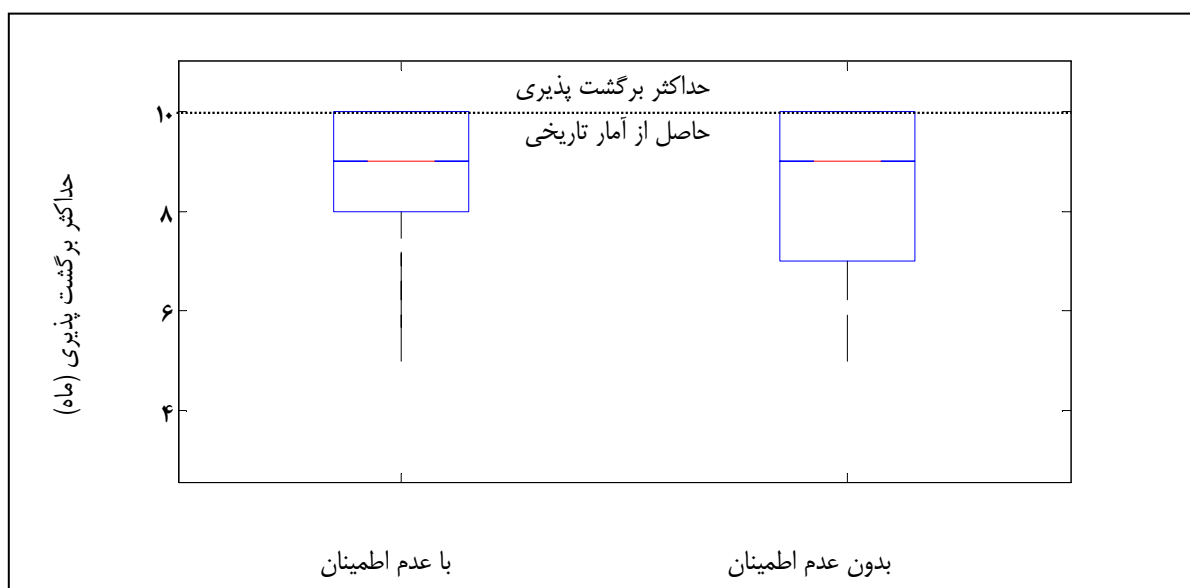 حداکثر برگشت پذیری
حاصل از آمار تاریخی
۱۰
۸
۶
۴
حداکثر برگشت پذیری (ماه)
با عدم اطمینان
بدون عدم اطمینان